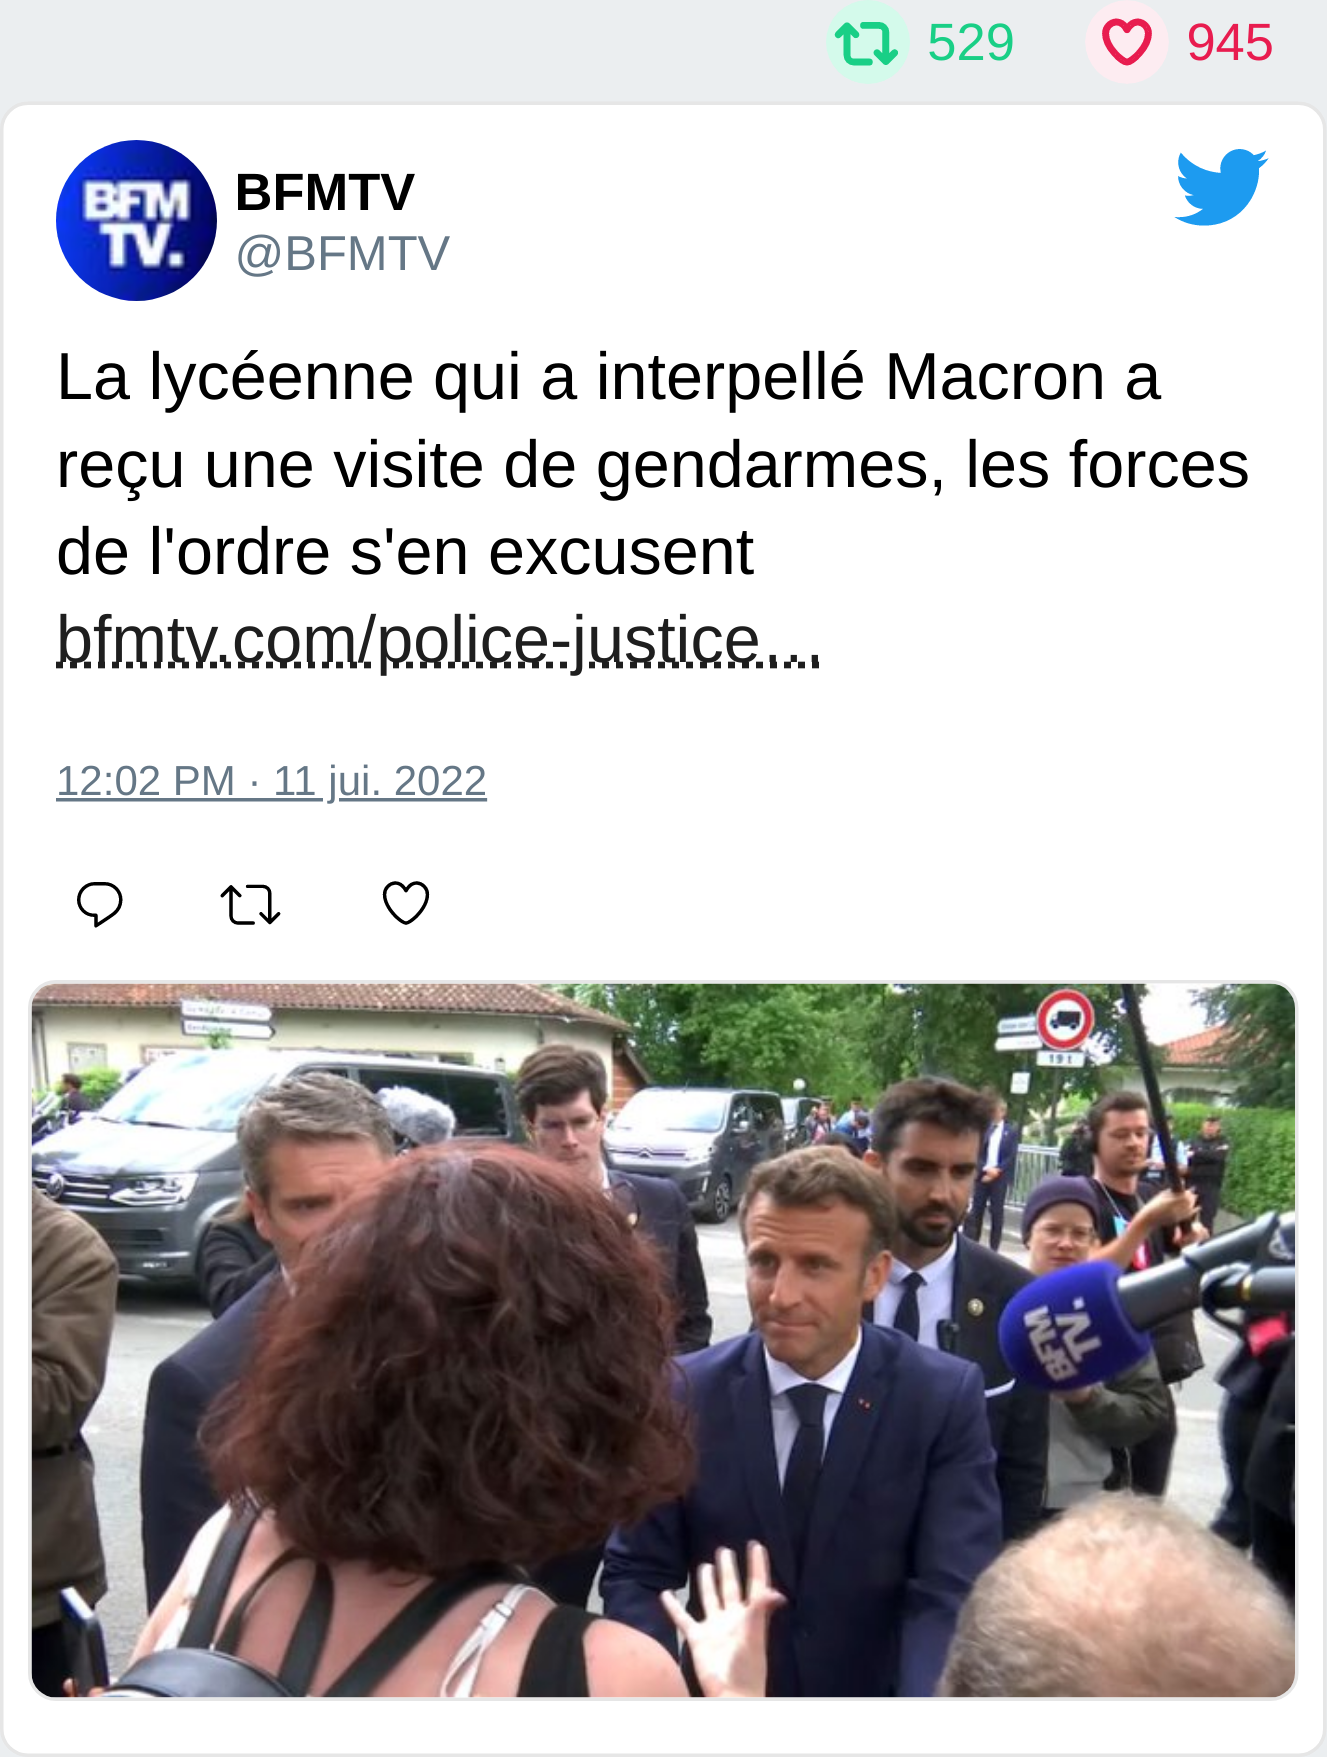 529 945
BFM
TV.
BFMTV
@BFMTV
La lycéenne qui a interpellé Macron a
reçu une visite de gendarmes, les forces
de l'ordre s'en excusent
bfmtv.com/police-justice…
12:02 PM · 11 jui. 2022
19t
BFM
TV.